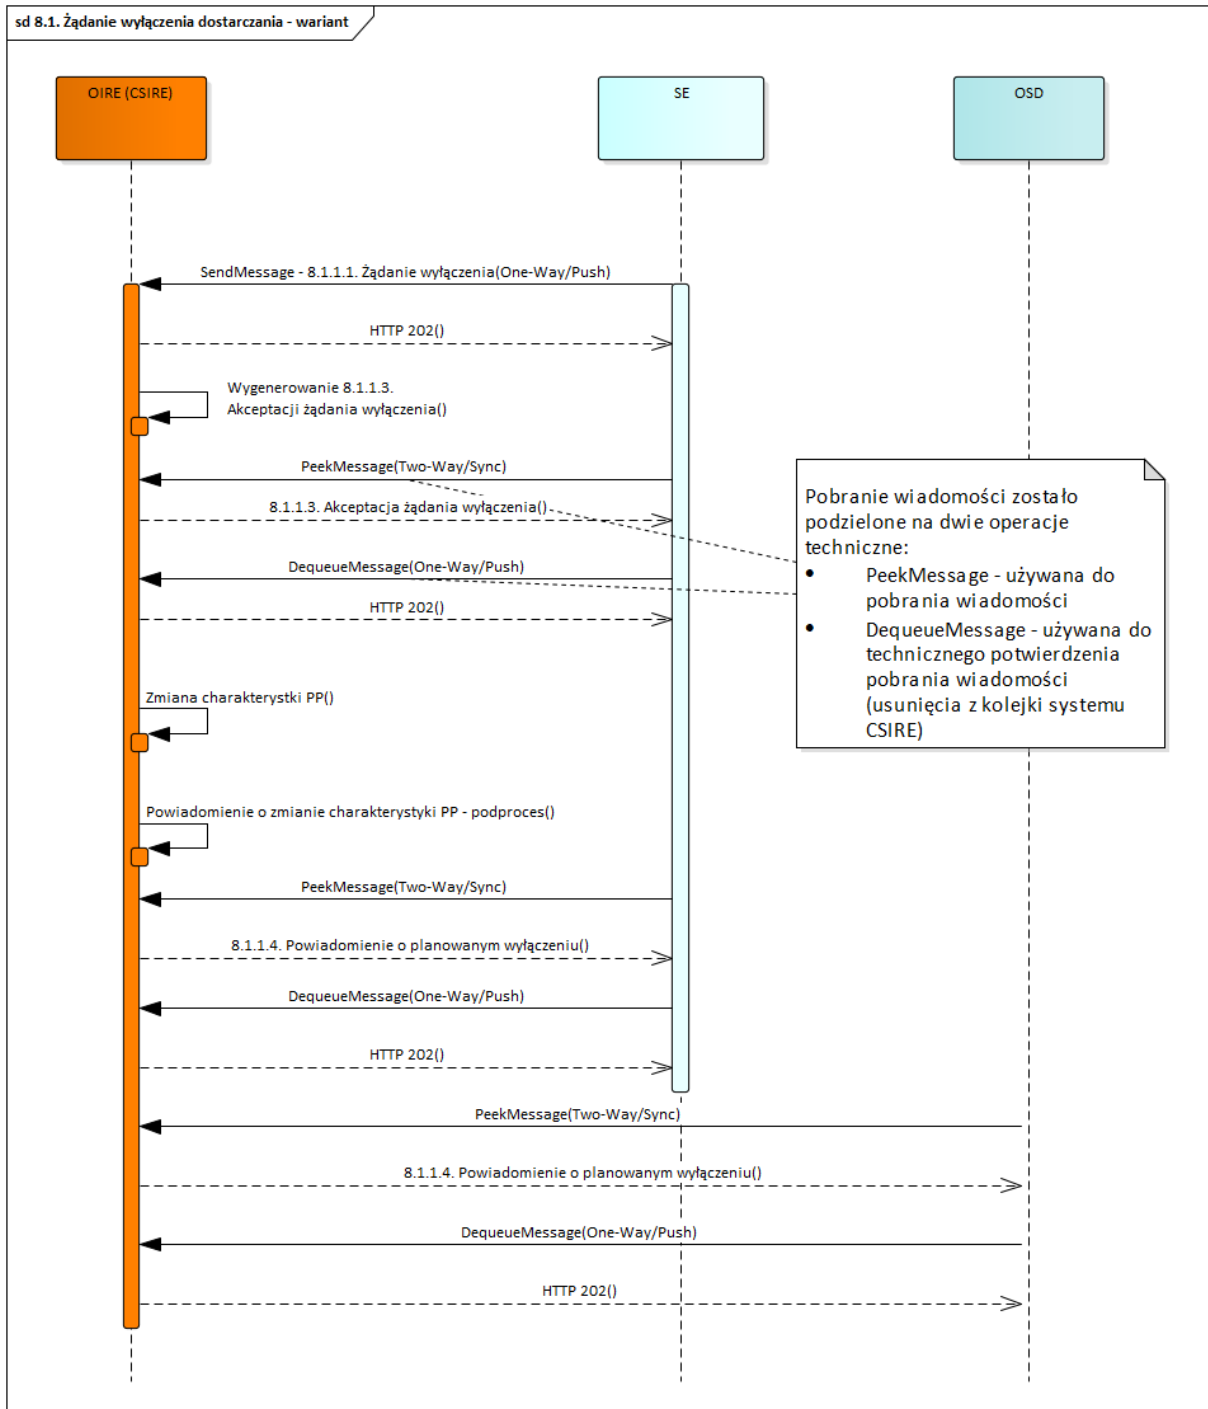 sd 8.1. Żądanie wyłączenia dostarczania - wariant
OIRE (CSIRE)
SE
OSD
SendMessage - 8.1.1.1. Żądanie wyłączenia(One-Way/Push)
HTTP 202()
Wygenerowanie 8.1.1.3.
Akceptacji żądania wyłączenia()
PeekMessage(Two-Way/Sync)
8.1.1.3. Akceptacja żądania wyłączenia()
DequeueMessage(One-Way/Push)
HTTP 202()
Pobranie wiadomości zostało
podzielone na dwie operacje
techniczne:
• PeekMessage - używana do
pobrania wiadomości
• DequeueMessage - używana do
technicznego potwierdzenia
pobrania wiadomości
(usunięcia z kolejki systemu
CSIRE)
Zmiana charakterystki PP()
Powiadomienie o zmianie charakterystyki PP - podproces()
PeekMessage(Two-Way/Sync)
8.1.1.4. Powiadomienie o planowanym wyłączeniu()
DequeueMessage(One-Way/Push)
HTTP 202()
PeekMessage(Two-Way/Sync)
8.1.1.4. Powiadomienie o planowanym wyłączeniu()
DequeueMessage(One-Way/Push)
HTTP 202()